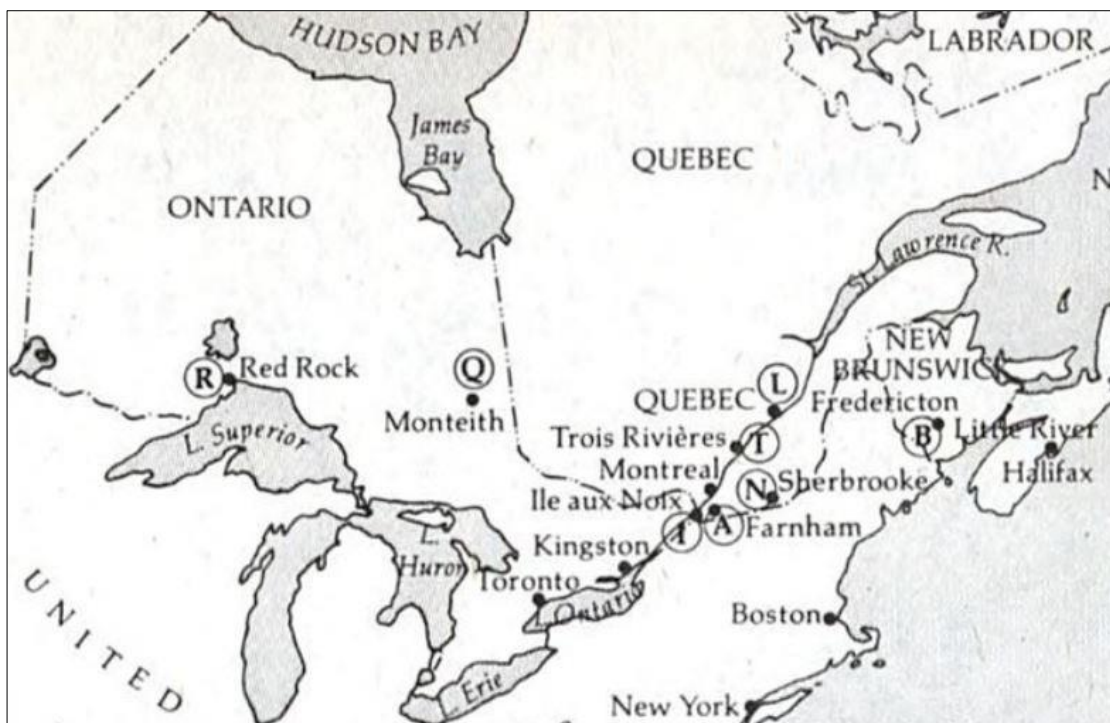 HUDSON BAY
LABRADOR
James
Bay
QUEBEC
ONTARIO
N
St. Lawrence R.
NEW
BRUNSWICK
R
Red Rock
Q
Monteith
L. Superior
L
QUEBEC
Fredericton
B
Little River
Trois Rivières
T
Halifax
Montreal
N
Sherbrooke
Ile aux Noix
I
A
Farnham
Kingston
L.
Huron
Toronto
L. Ontario
Boston
L. Erie
New York
UNITED